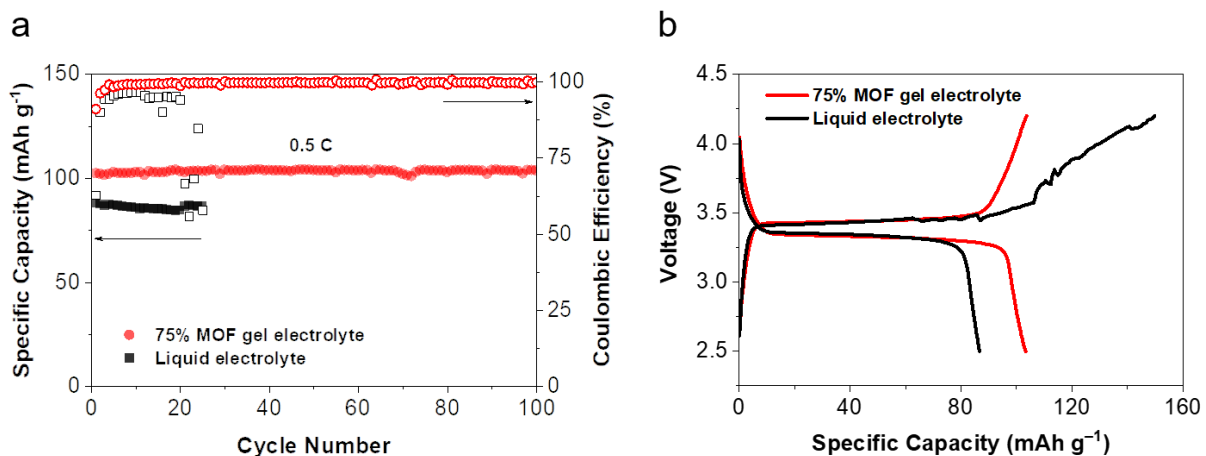 a
150
100
50
0
Specific Capacity (mAh g⁻¹)
0.5 C
75% MOF gel electrolyte
Liquid electrolyte
0 20 40 60 80 100
Cycle Number
100
75
50
25
0
Coulombic Efficiency (%)
b
4.5
4.0
3.5
3.0
2.5
Voltage (V)
75% MOF gel electrolyte
Liquid electrolyte
0 40 80 120 160
Specific Capacity (mAh g⁻¹)